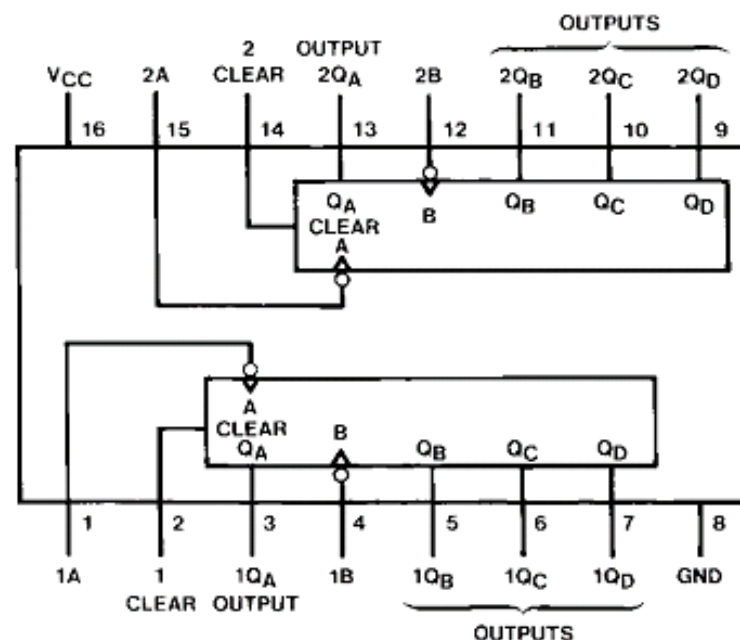 OUTPUTS
2 OUTPUT
VCC 2A CLEAR 2QA 2B 2QB 2QC 2QD
16 15 14 13 12 11 10 9
QA B QB QC QD
CLEAR
A
A
CLEAR B
QA QB QC QD
1 2 3 4 5 6 7 8
1A 1 1QA 1B 1QB 1QC 1QD GND
CLEAR OUTPUT
OUTPUTS